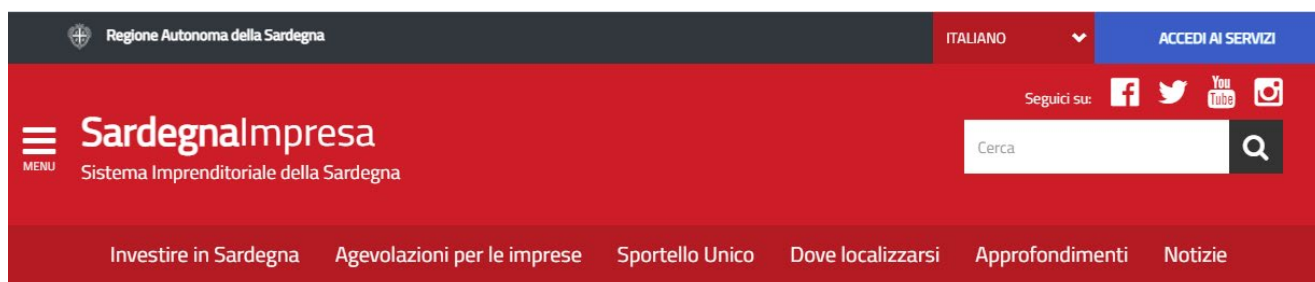 Regione Autonoma della Sardegna
ITALIANO
ACCEDI AI SERVIZI
Seguici su:
You
Tube
MENU
SardegnaImpresa
Sistema Imprenditoriale della Sardegna
Cerca
Investire in Sardegna Agevolazioni per le imprese Sportello Unico Dove localizzarsi Approfondimenti Notizie